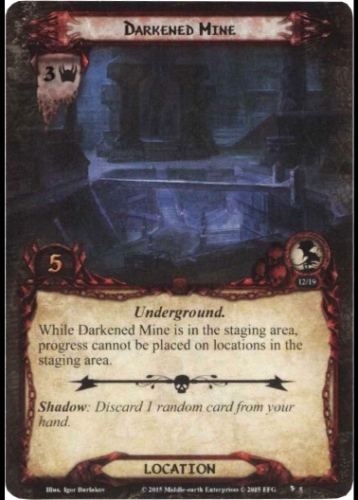 DARKENED MINE
3
5
12/19
Underground.
While Darkened Mine is in the staging area,
progress cannot be placed on locations in the
staging area.
Shadow: Discard 1 random card from your
hand.
Illus. Igor Burlakov © 2015 Middle-earth Enterprises © 2015 FFG
LOCATION